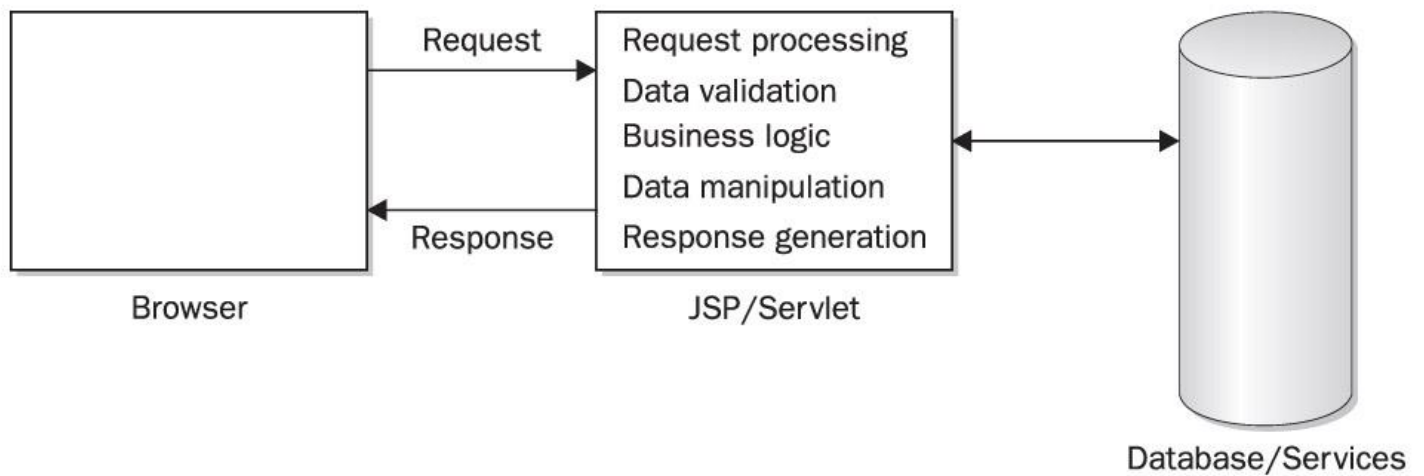 Request
Response
Browser
Request processing
Data validation
Business logic
Data manipulation
Response generation
JSP/Servlet
Database/Services